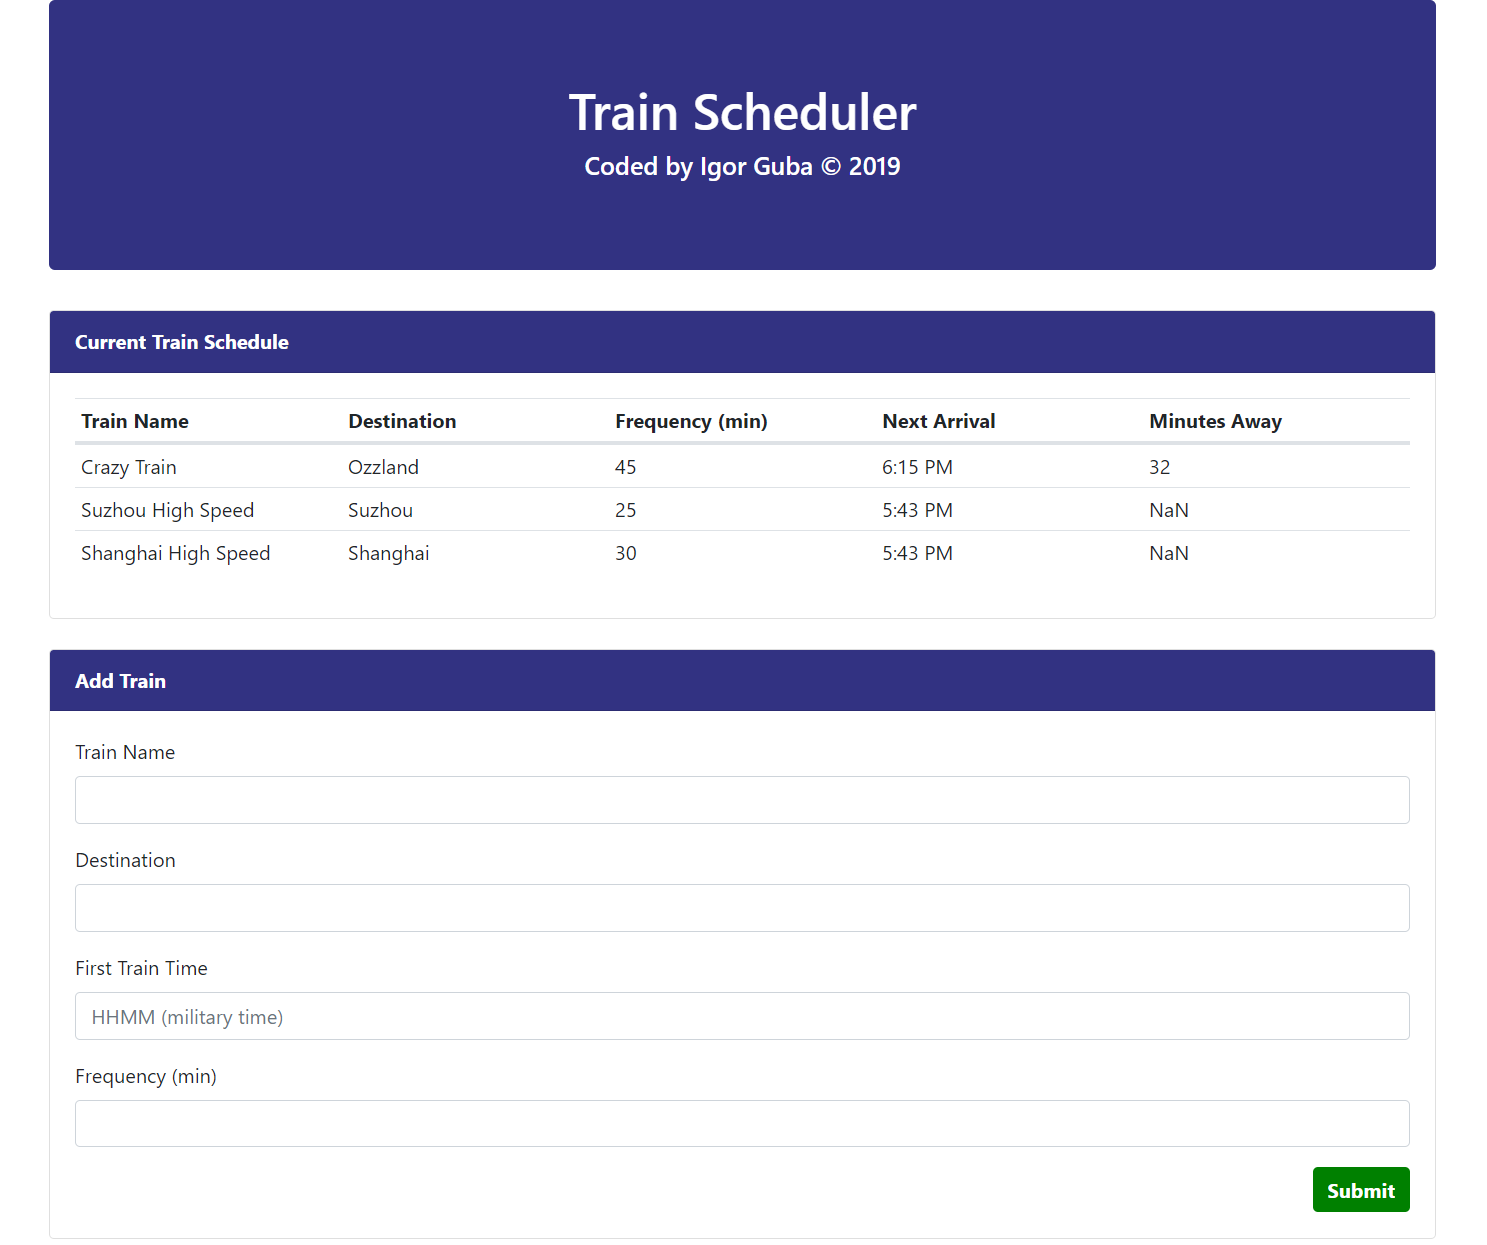 Train Scheduler
Coded by Igor Guba © 2019
Current Train Schedule
Train Name Destination Frequency (min) Next Arrival Minutes Away
Crazy Train Ozzland 45 6:15 PM 32
Suzhou High Speed Suzhou 25 5:43 PM NaN
Shanghai High Speed Shanghai 30 5:43 PM NaN
Add Train
Train Name
Destination
First Train Time
HHMM (military time)
Frequency (min)
Submit